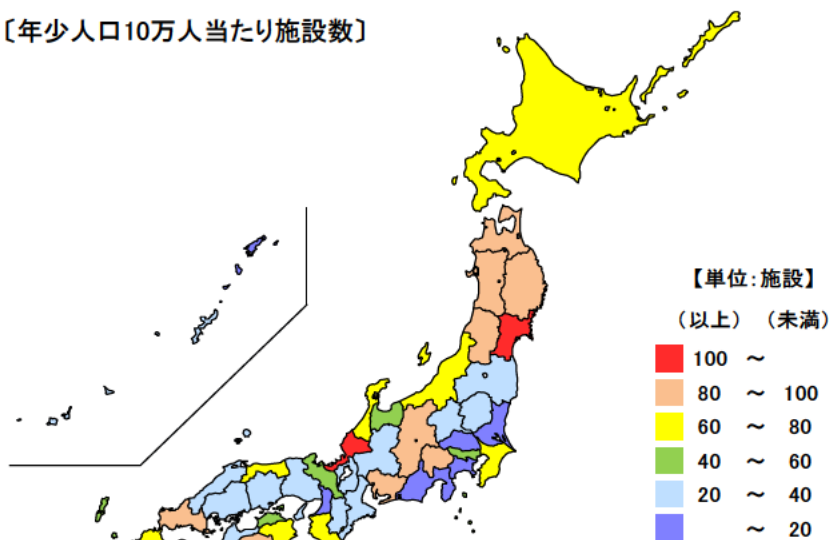 〔年少人口10万人当たり施設数〕
【単位:施設】
(以上) (未満)
100 ～
80 ～ 100
60 ～ 80
40 ～ 60
20 ～ 40
～ 20